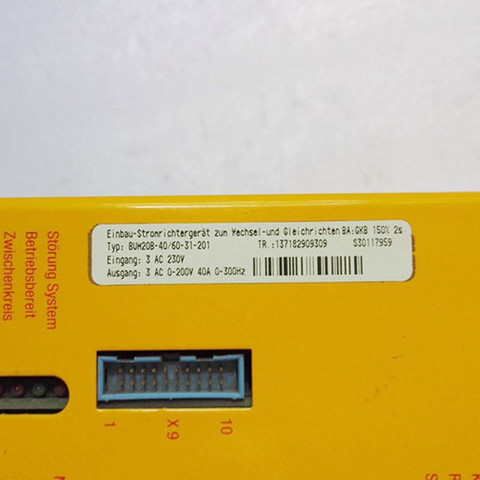 Einbau-Stromrichtergerät zum Wechsel-und Gleichrichten BA:GKB 150% 2s
Typ: BUM20B-40/60-31-201 TR.:137182909309 S30117959
Eingang: 3 AC 230V
Ausgang: 3 AC 0-200V 40A 0-300Hz
Störung System
Betriebsbereit
Zwischenkreis
1 X9 10